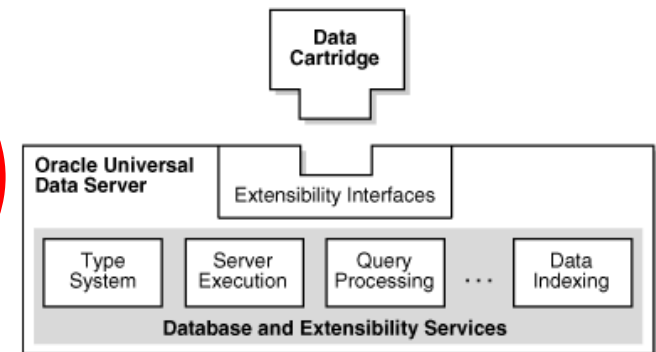 Data
Cartridge
Oracle Universal
Data Server
Extensibility Interfaces
Type
System
Server
Execution
Query
Processing
...
Data
Indexing
Database and Extensibility Services